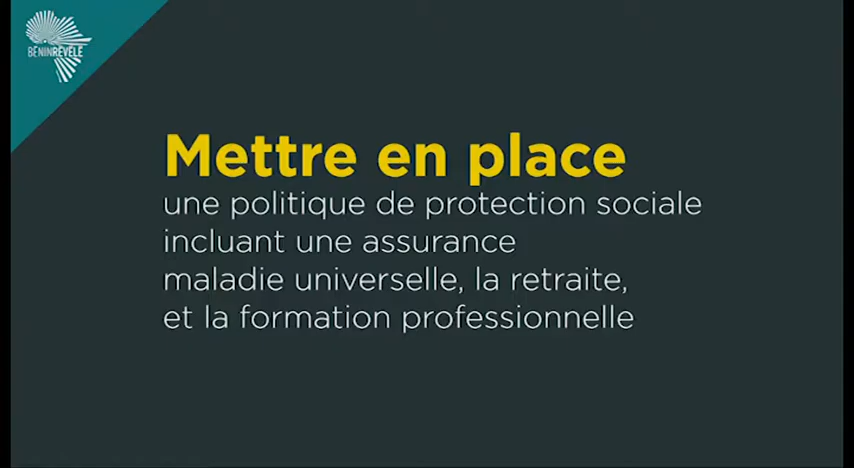 BÉNINRÉVÉLÉ
Mettre en place
une politique de protection sociale
incluant une assurance
maladie universelle, la retraite,
et la formation professionnelle